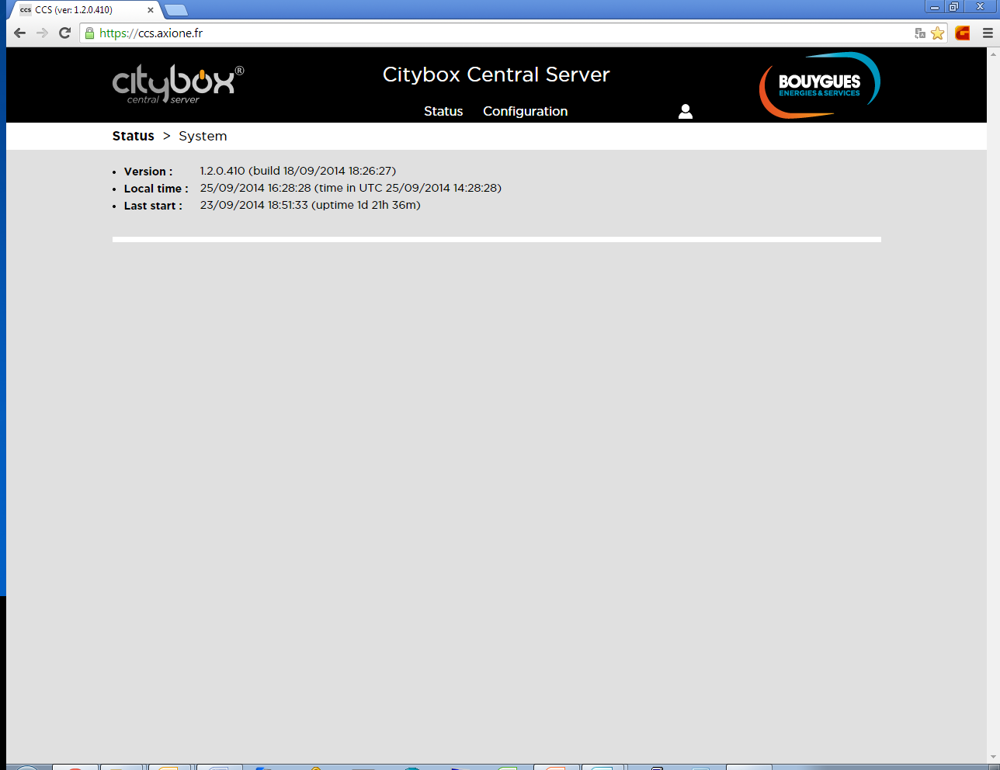 ccs CCS (ver: 1.2.0.410)
https://ccs.axione.fr
citybox®
central server
Citybox Central Server
BOUYGUES
ENERGIES & SERVICES
Status Configuration
Status > System
• Version : 1.2.0.410 (build 18/09/2014 18:26:27)
• Local time : 25/09/2014 16:28:28 (time in UTC 25/09/2014 14:28:28)
• Last start : 23/09/2014 18:51:33 (uptime 1d 21h 36m)